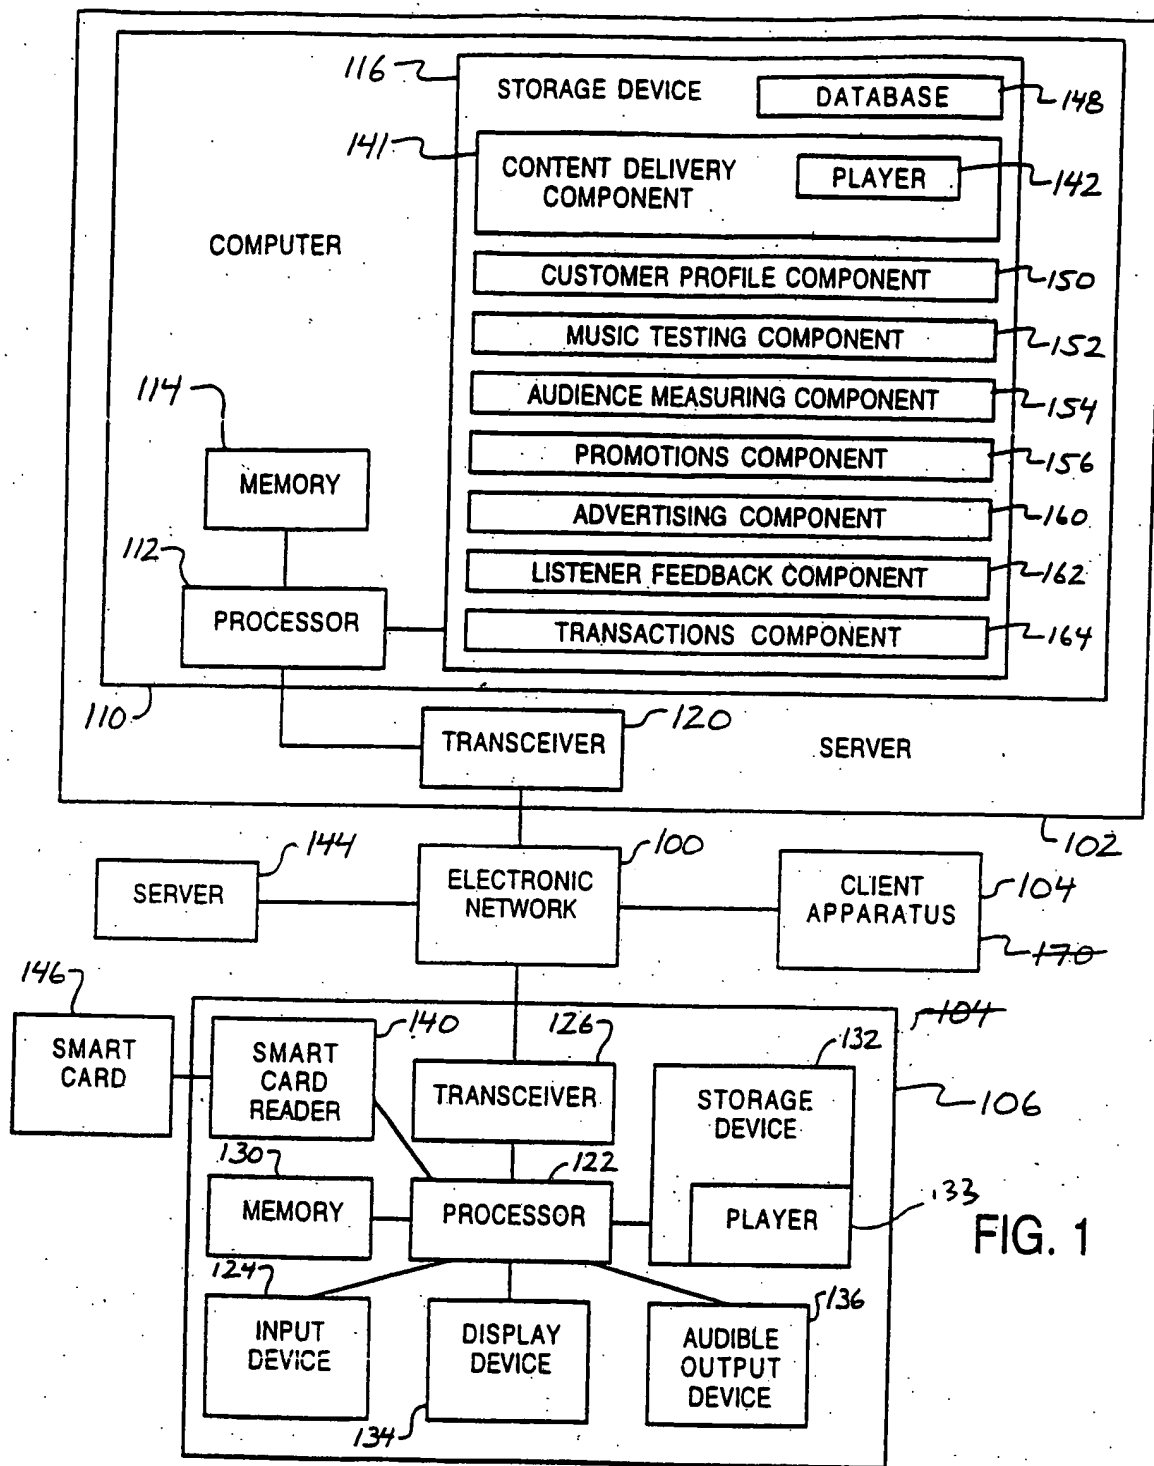 116
STORAGE DEVICE
DATABASE
148
141
CONTENT DELIVERY
COMPONENT
PLAYER
142
COMPUTER
CUSTOMER PROFILE COMPONENT
150
MUSIC TESTING COMPONENT
152
114
AUDIENCE MEASURING COMPONENT
154
MEMORY
PROMOTIONS COMPONENT
156
ADVERTISING COMPONENT
160
112
LISTENER FEEDBACK COMPONENT
162
PROCESSOR
TRANSACTIONS COMPONENT
164
110
120
TRANSCEIVER
SERVER
102
144
100
SERVER
ELECTRONIC
NETWORK
CLIENT
APPARATUS
104
170
146
140
126
104
SMART
CARD
SMART
CARD
READER
TRANSCEIVER
132
STORAGE
DEVICE
106
130
122
MEMORY
PROCESSOR
PLAYER
133
FIG. 1
124
136
INPUT
DEVICE
DISPLAY
DEVICE
AUDIBLE
OUTPUT
DEVICE
134